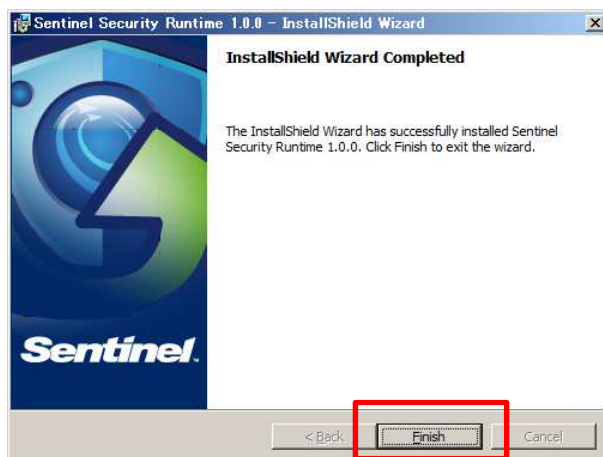 Sentinel Security Runtime 1.0.0 - InstallShield Wizard
InstallShield Wizard Completed
The InstallShield Wizard has successfully installed Sentinel
Security Runtime 1.0.0. Click Finish to exit the wizard.
Sentinel.
< Back
Finish
Cancel